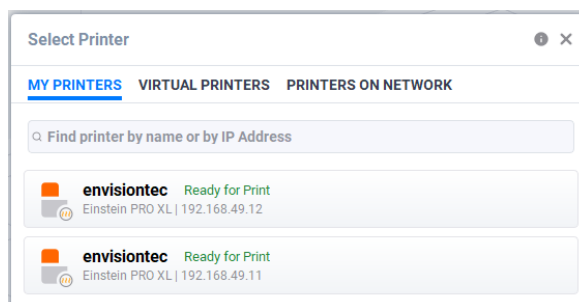 Select Printer
MY PRINTERS VIRTUAL PRINTERS PRINTERS ON NETWORK
Find printer by name or by IP Address
envisiontec Ready for Print
Einstein PRO XL | 192.168.49.12
envisiontec Ready for Print
Einstein PRO XL | 192.168.49.11